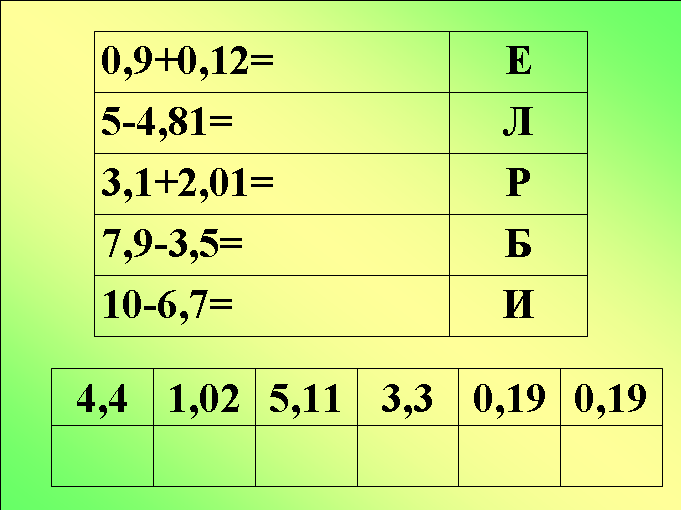 0,9+0,12= Е
5-4,81= Л
3,1+2,01= Р
7,9-3,5= Б
10-6,7= И
4,4 1,02 5,11 3,3 0,19 0,19